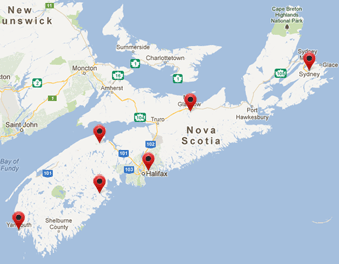 New
unswick
Cape Breton
Highlands
National Park
Summerside
Charlottetown
Moncton
Sydney
Sydney
Glace
Amherst
Port
Hawkesbury
Truro
Nova
Scotia
Saint John
Bay of
Fundy
102
101
103
101
Halifax
Shelburne
County